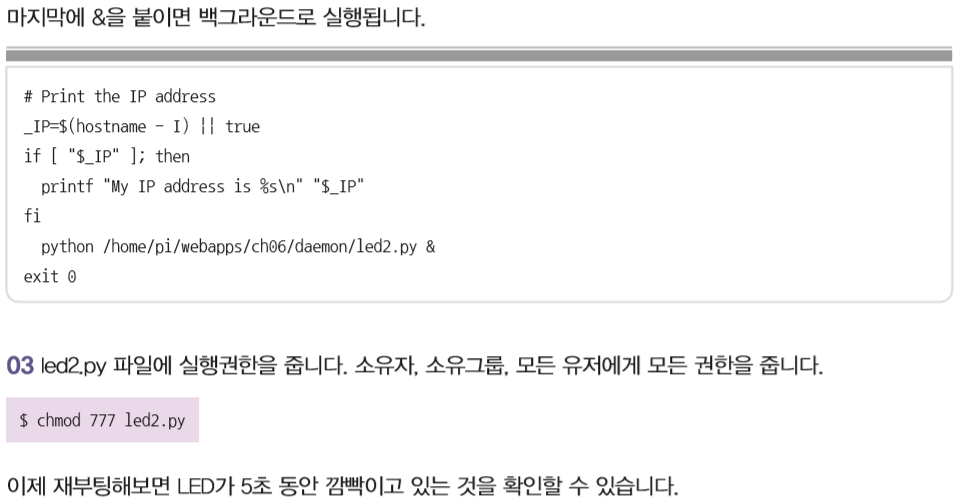 마지막에 &을 붙이면 백그라운드로 실행됩니다.
# Print the IP address
_IP=$(hostname - I) || true
if [ "$_IP" ]; then
  printf "My IP address is %s\n" "$_IP"
fi
  python /home/pi/webapps/ch06/daemon/led2.py &
exit 0
03 led2.py 파일에 실행권한을 줍니다. 소유자, 소유그룹, 모든 유저에게 모든 권한을 줍니다.
$ chmod 777 led2.py
이제 재부팅해보면 LED가 5초 동안 깜빡이고 있는 것을 확인할 수 있습니다.